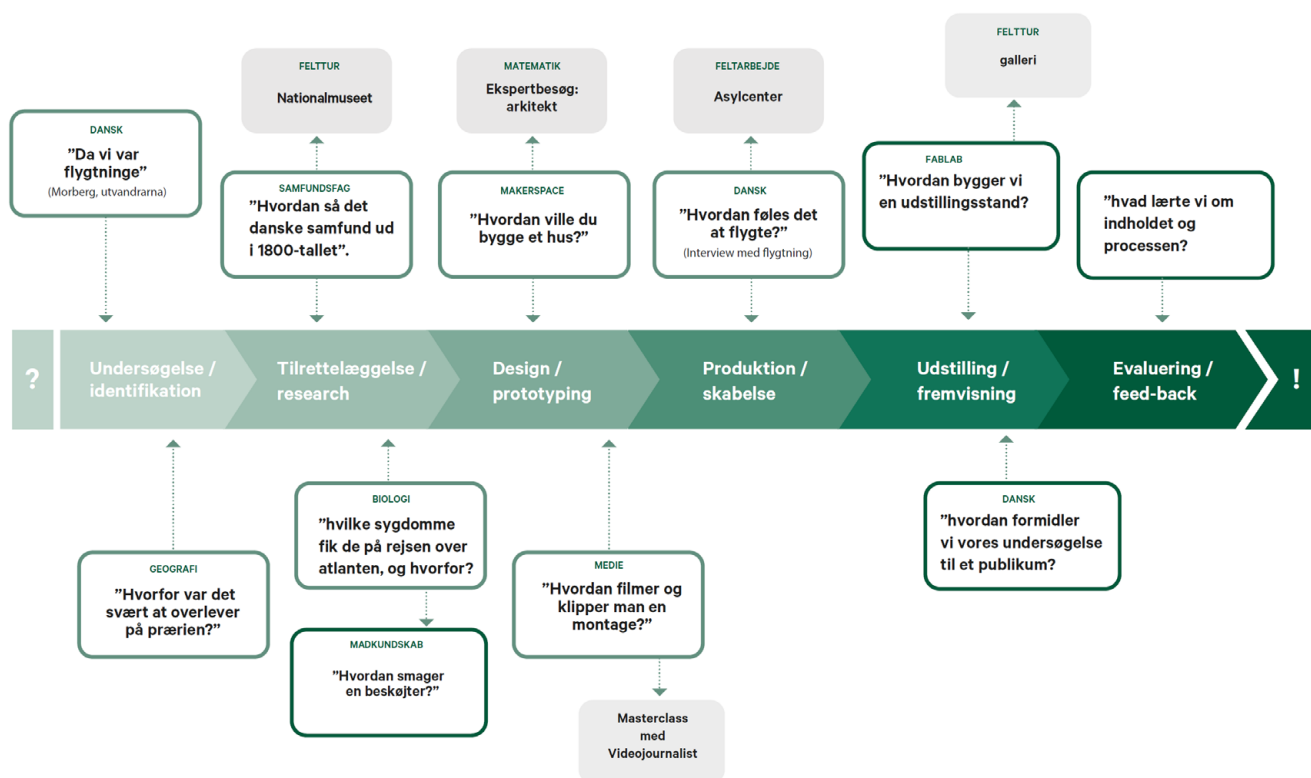 FELTTUR
galleri
FELTTUR
Nationalmuseet
MATEMATIK
Ekspertbesøg:
arkitekt
FELTARBEJDE
Asylcenter
DANSK
”Da vi var
flygtninge”
(Morberg, utvandrarna)
SAMFUNDSFAG
”Hvordan så det
danske samfund ud
i 1800-tallet”.
MAKERSPACE
”Hvordan ville du
bygge et hus?”
DANSK
”Hvordan føles det
at flygte?”
(Interview med flygtning)
FABLAB
”Hvordan bygger vi
en udstillingsstand?
”hvad lærte vi om
indholdet og
processen?
?
Undersøgelse /
identifikation
Tilrettelæggelse /
research
Design /
prototyping
Produktion /
skabelse
Udstilling /
fremvisning
Evaluering /
feed-back
!
GEOGRAFI
”Hvorfor var det
svært at overlever
på prærien?”
BIOLOGI
”hvilke sygdomme
fik de på rejsen over
atlanten, og hvorfor?
MADKUNDSKAB
”Hvordan smager
en beskøjter?”
MEDIE
”Hvordan filmer og
klipper man en
montage?”
Masterclass
med
Videojournalist
DANSK
”hvordan formidler
vi vores undersøgelse
til et publikum?